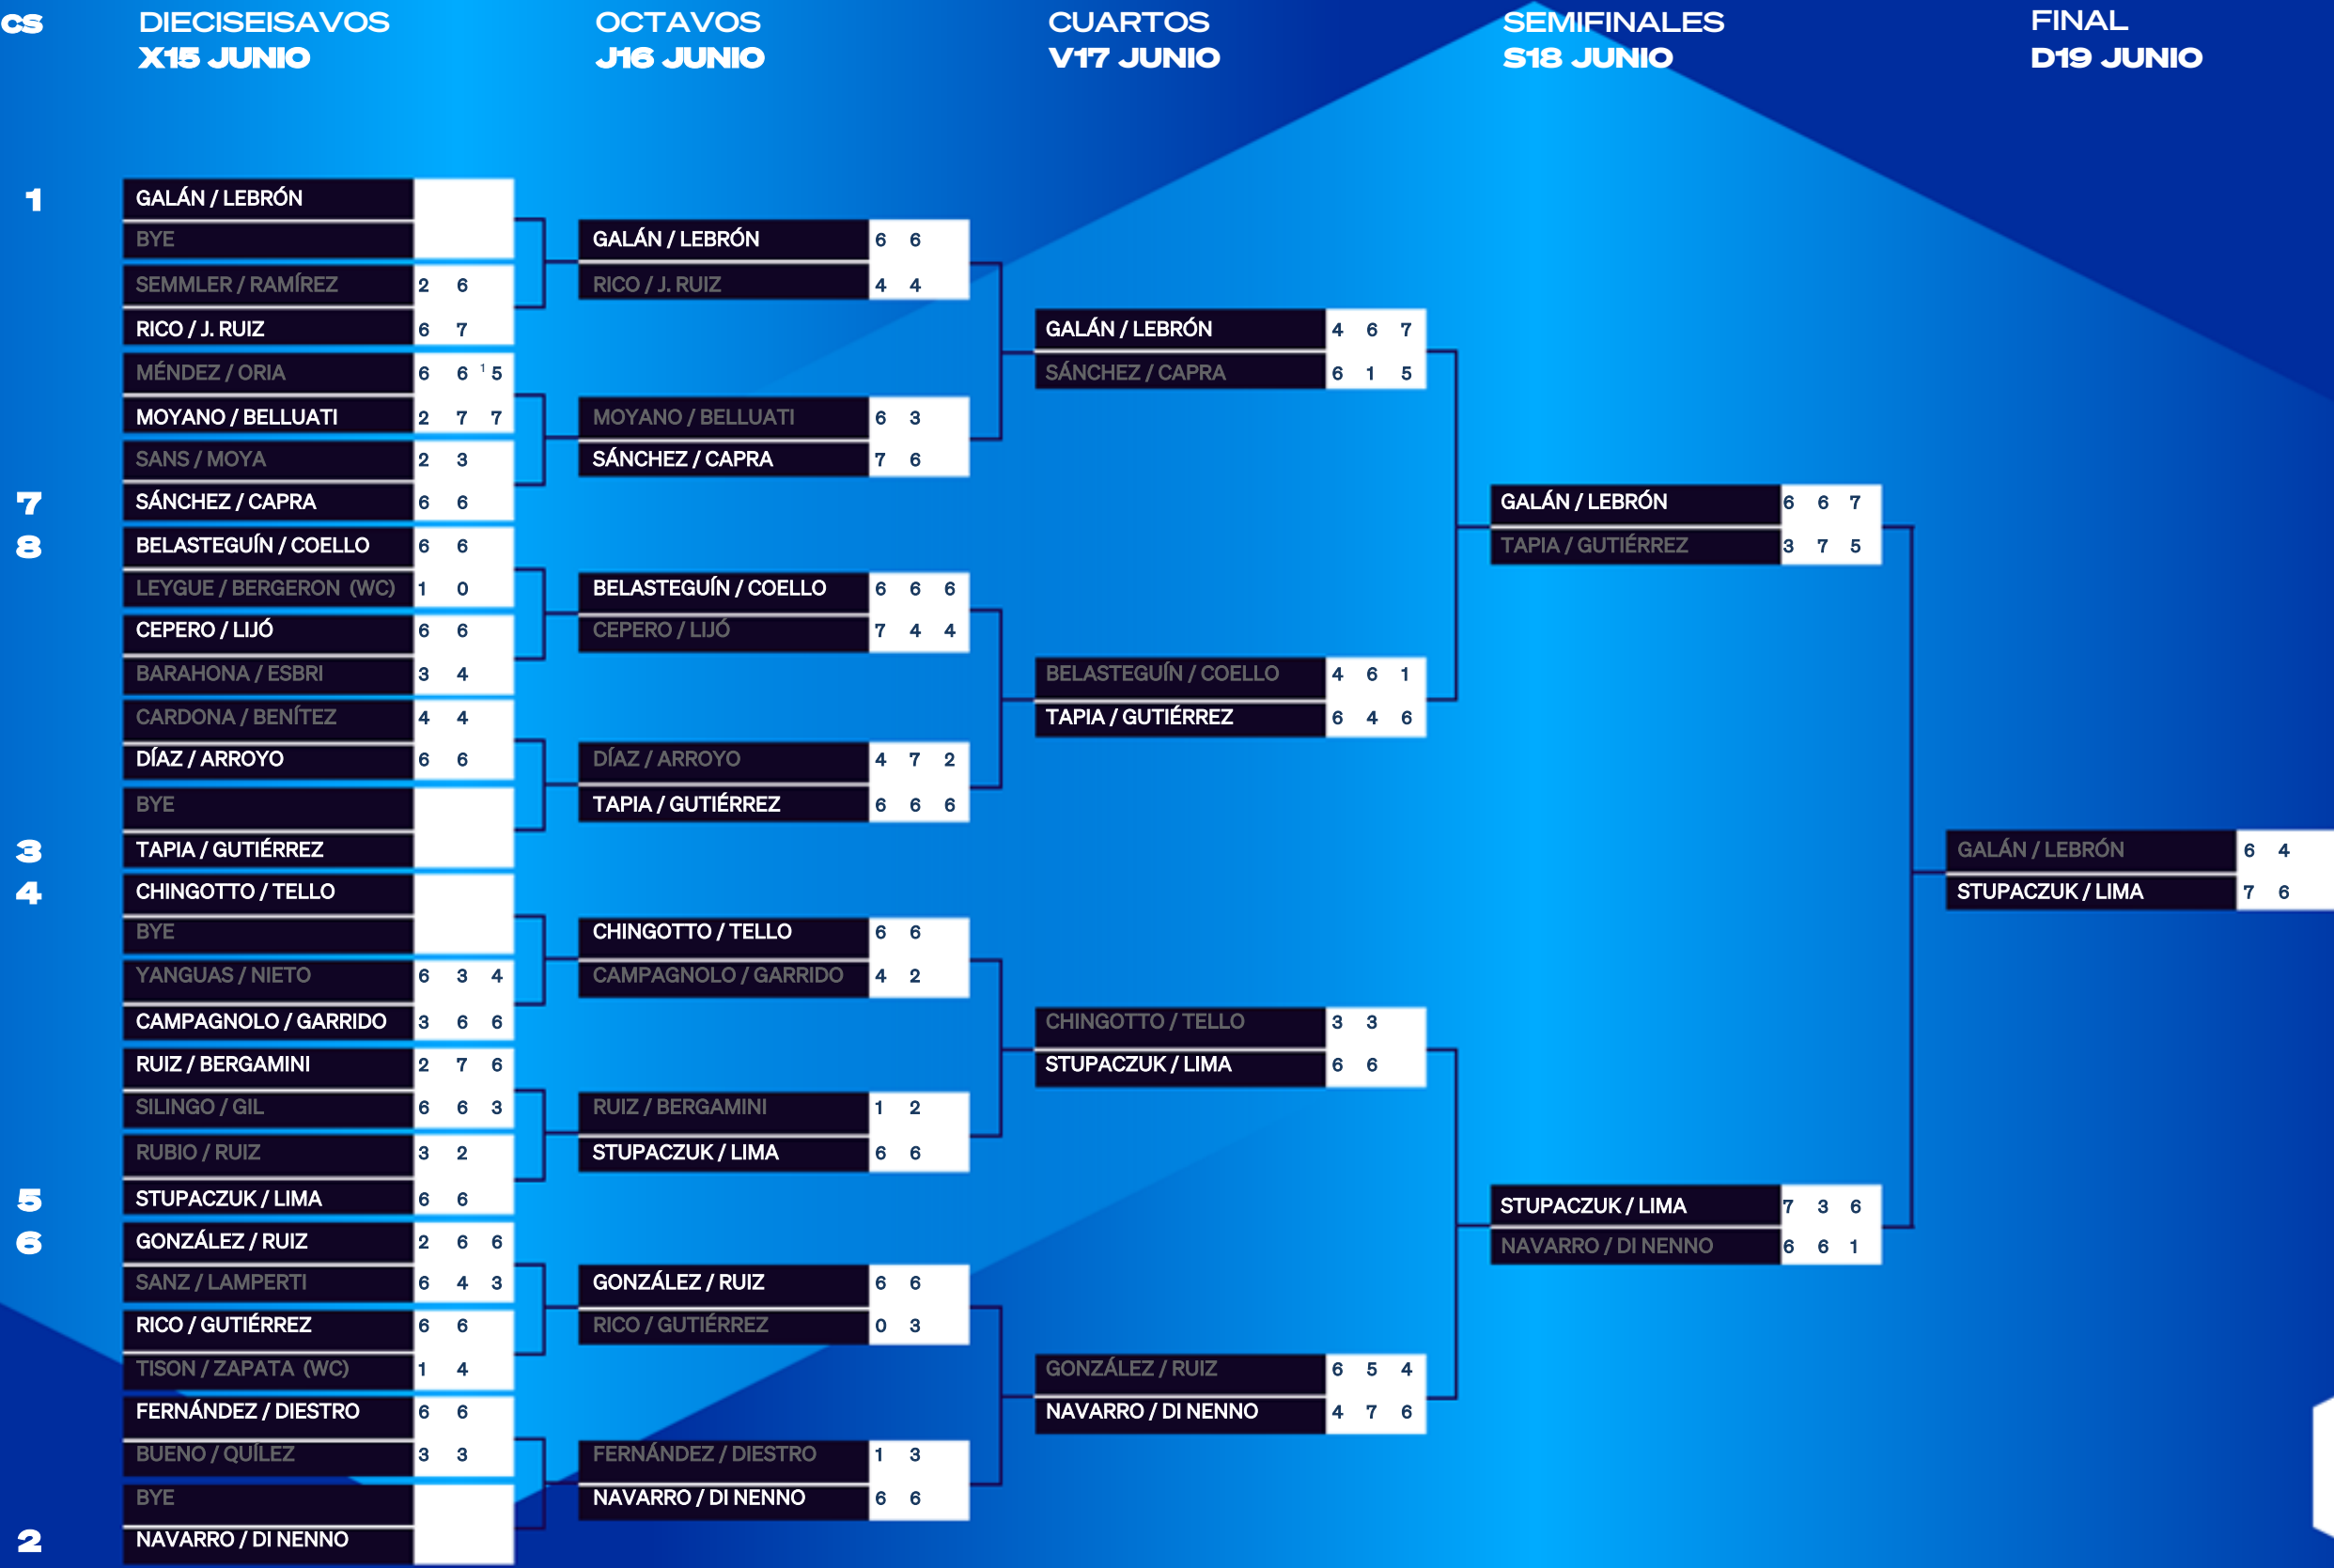 CS DIECISEISAVOS OCTAVOS CUARTOS SEMIFINALES FINAL
X15 JUNIO J16 JUNIO V17 JUNIO S18 JUNIO D19 JUNIO
1 GALÁN / LEBRÓN
BYE
SEMMLER / RAMÍREZ 2 6
RICO / J. RUIZ 6 7
MÉNDEZ / ORIA 6 6 1 5
MOYANO / BELLUATI 2 7 7
SANS / MOYA 2 3
7 SÁNCHEZ / CAPRA 6 6
8 BELASTEGUÍN / COELLO 6 6
LEYGUE / BERGERON (WC) 1 0
CEPERO / LIJÓ 6 6
BARAHONA / ESBRI 3 4
CARDONA / BENÍTEZ 4 4
DÍAZ / ARROYO 6 6
BYE
3 TAPIA / GUTIÉRREZ
4 CHINGOTTO / TELLO
BYE
YANGUAS / NIETO 6 3 4
CAMPAGNOLO / GARRIDO 3 6 6
RUIZ / BERGAMINI 2 7 6
SILINGO / GIL 6 6 3
RUBIO / RUIZ 3 2
5 STUPACZUK / LIMA 6 6
6 GONZÁLEZ / RUIZ 2 6 6
SANZ / LAMPERTI 6 4 3
RICO / GUTIÉRREZ 6 6
TISON / ZAPATA (WC) 1 4
FERNÁNDEZ / DIESTRO 6 6
BUENO / QUÍLEZ 3 3
BYE
2 NAVARRO / DI NENNO
GALÁN / LEBRÓN 6 6
RICO / J. RUIZ 4 4
MOYANO / BELLUATI 6 3
SÁNCHEZ / CAPRA 7 6
BELASTEGUÍN / COELLO 6 6 6
CEPERO / LIJÓ 7 4 4
DÍAZ / ARROYO 4 7 2
TAPIA / GUTIÉRREZ 6 6 6
CHINGOTTO / TELLO 6 6
CAMPAGNOLO / GARRIDO 4 2
RUIZ / BERGAMINI 1 2
STUPACZUK / LIMA 6 6
GONZÁLEZ / RUIZ 6 6
RICO / GUTIÉRREZ 0 3
FERNÁNDEZ / DIESTRO 1 3
NAVARRO / DI NENNO 6 6
GALÁN / LEBRÓN 4 6 7
SÁNCHEZ / CAPRA 6 1 5
BELASTEGUÍN / COELLO 4 6 1
TAPIA / GUTIÉRREZ 6 4 6
CHINGOTTO / TELLO 3 3
STUPACZUK / LIMA 6 6
GONZÁLEZ / RUIZ 6 5 4
NAVARRO / DI NENNO 4 7 6
GALÁN / LEBRÓN 6 6 7
TAPIA / GUTIÉRREZ 3 7 5
STUPACZUK / LIMA 7 3 6
NAVARRO / DI NENNO 6 6 1
GALÁN / LEBRÓN 6 4
STUPACZUK / LIMA 7 6